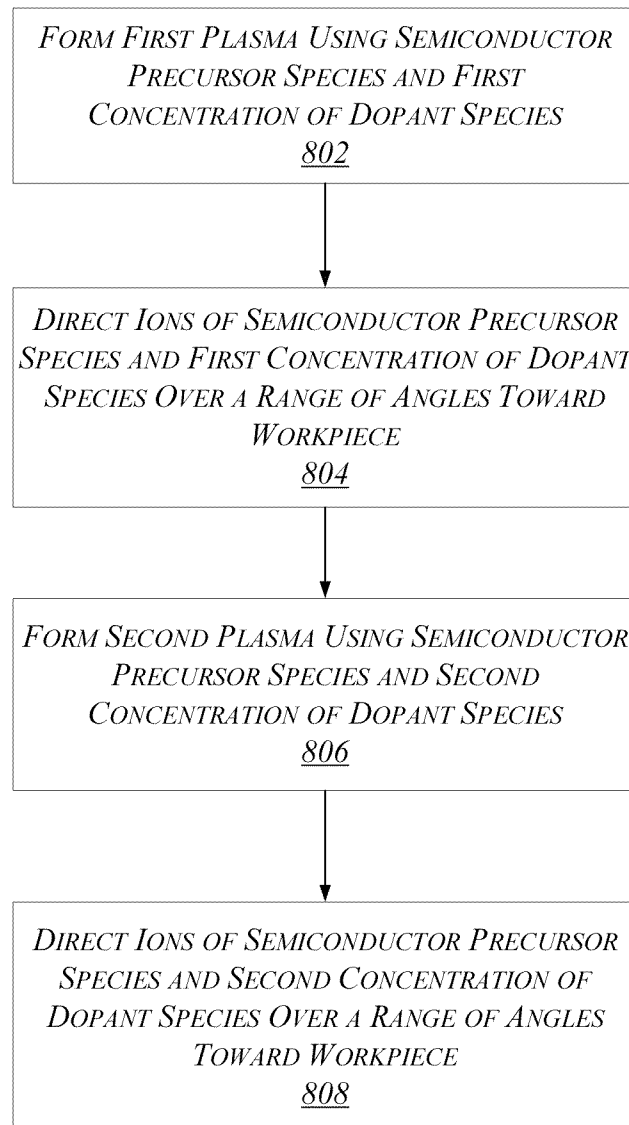 FORM FIRST PLASMA USING SEMICONDUCTOR
PRECURSOR SPECIES AND FIRST
CONCENTRATION OF DOPANT SPECIES
802
DIRECT IONS OF SEMICONDUCTOR PRECURSOR
SPECIES AND FIRST CONCENTRATION OF DOPANT
SPECIES OVER A RANGE OF ANGLES TOWARD
WORKPIECE
804
FORM SECOND PLASMA USING SEMICONDUCTOR
PRECURSOR SPECIES AND SECOND
CONCENTRATION OF DOPANT SPECIES
806
DIRECT IONS OF SEMICONDUCTOR PRECURSOR
SPECIES AND SECOND CONCENTRATION OF
DOPANT SPECIES OVER A RANGE OF ANGLES
TOWARD WORKPIECE
808